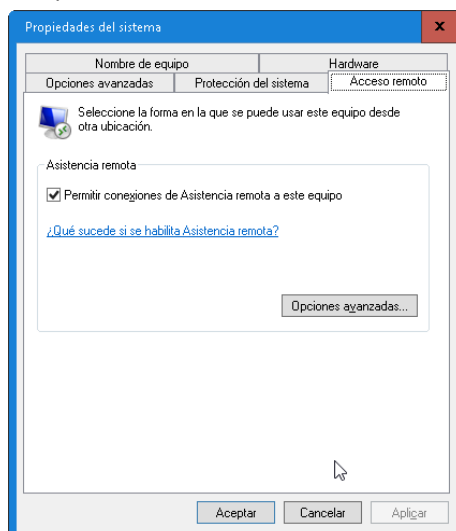 Propiedades del sistema
x
Nombre de equipo
Hardware
Opciones avanzadas
Protección del sistema
Acceso remoto
Seleccione la forma en la que se puede usar este equipo desde
otra ubicación.
Asistencia remota
Permitir conexiones de Asistencia remota a este equipo
¿Qué sucede si se habilita Asistencia remota?
Opciones avanzadas...
Aceptar
Cancelar
Aplicar